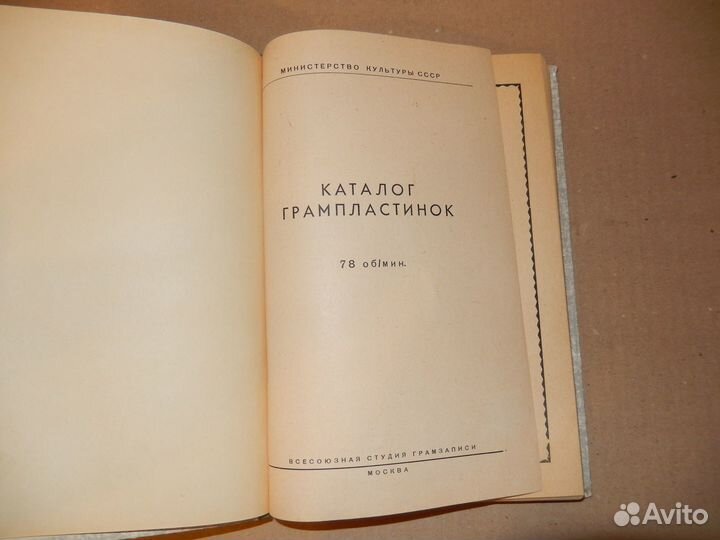 МИНИСТЕРСТВО КУЛЬТУРЫ СССР
КАТАЛОГ
ГРАМПЛАСТИНОК
78 об/мин.
ВСЕСОЮЗНАЯ СТУДИЯ ГРАМЗАПИСИ
МОСКВА
Avito